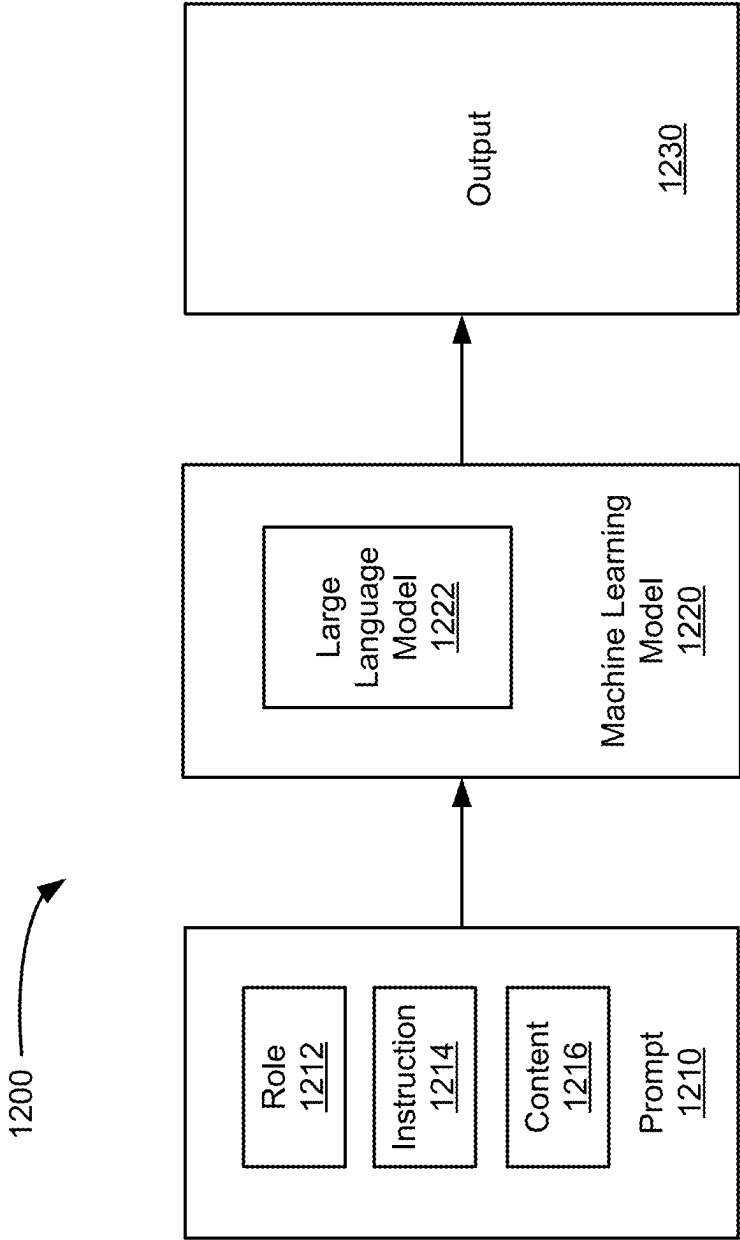 1200
Role
1212
Instruction
1214
Content
1216
Prompt
1210
Large
Language
Model
1222
Machine Learning
Model
1220
Output
1230